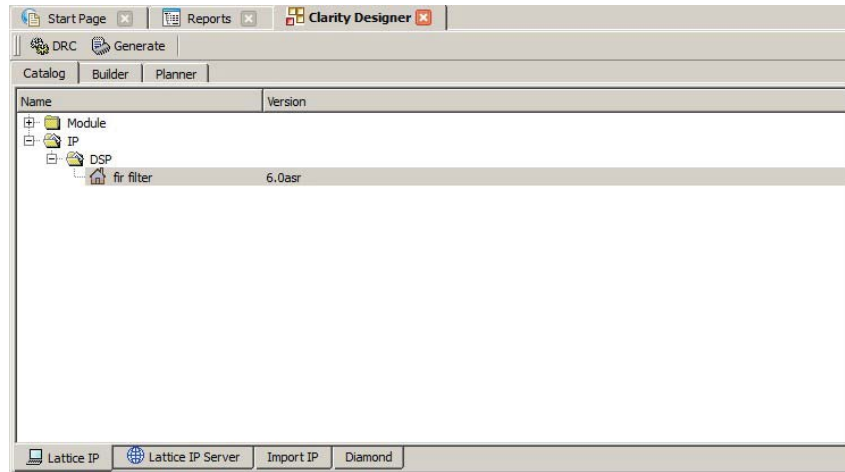 Start Page Reports Clarity Designer
DRC Generate
Catalog Builder Planner
Name Version
Module
IP
DSP
fir filter 6.0asr
Lattice IP Lattice IP Server Import IP Diamond